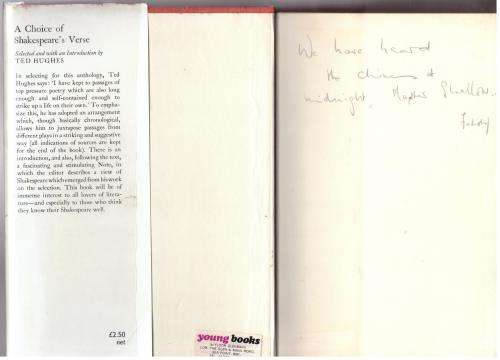 A Choice of
Shakespeare's Verse
Selected and with an Introduction by
TED HUGHES
In selecting for this anthology, Ted
Hughes says: 'I have kept to passages of
top pressure poetry which are also long
enough and self-contained enough to
strike up a life on their own.' To empha-
size this, he has adopted an arrangement
which, though basically chronological,
allows him to juxtapose passages from
different plays in a striking and suggestive
way (all indications of sources are kept
for the end of the book). There is an
introduction and, also, following the text,
a fascinating and stimulating Note, in
which the editor describes a view of
Shakespeare which emerged from his work
on the selection. This book will be of
immense interest to all lovers of litera-
ture—and especially to those who think
they know their Shakespeare well.
£2.50
net
young books
We have heard
the chimes at
midnight, Master Shallow.